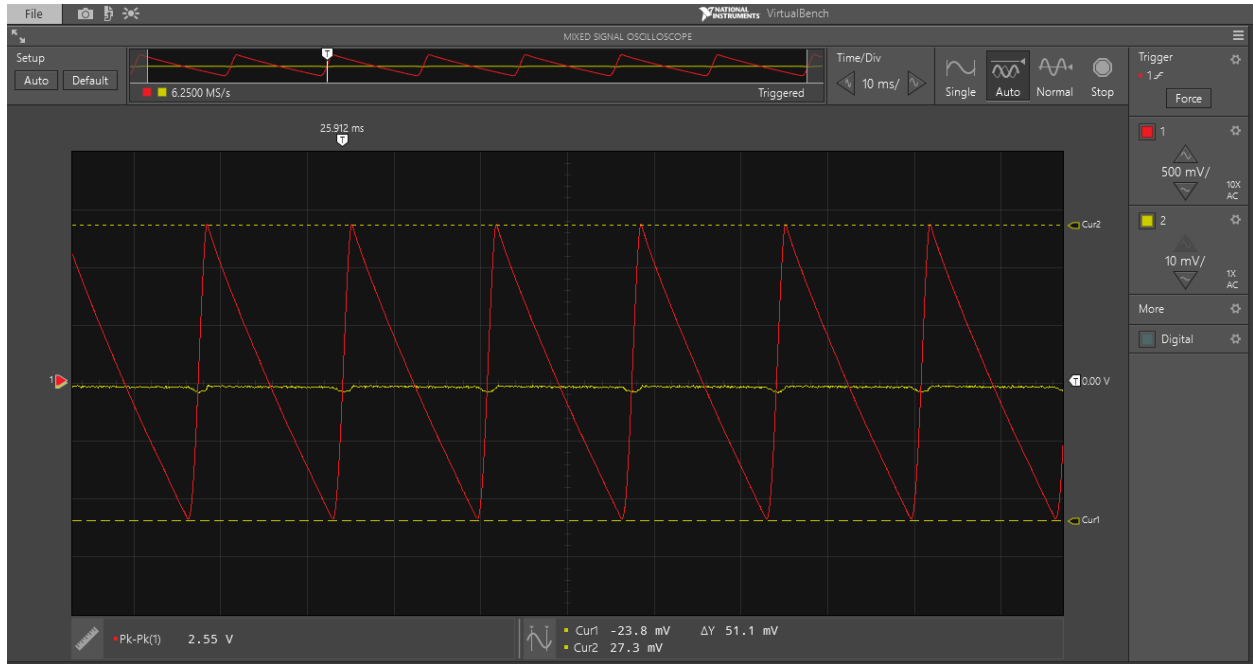 File
NATIONAL INSTRUMENTS VirtualBench
MIXED SIGNAL OSCILLOSCOPE
Setup
Auto Default
T
6.2500 MS/s Triggered
Time/Div
10 ms/
Single Auto Normal Stop
Trigger
1
Force
25.912 ms
T
1
500 mV/
10X
AC
2
10 mV/
1X
AC
More
Digital
Cur2
1
T 0.00 V
Cur1
Pk-Pk(1) 2.55 V
Cur1 -23.8 mV ΔY 51.1 mV
Cur2 27.3 mV